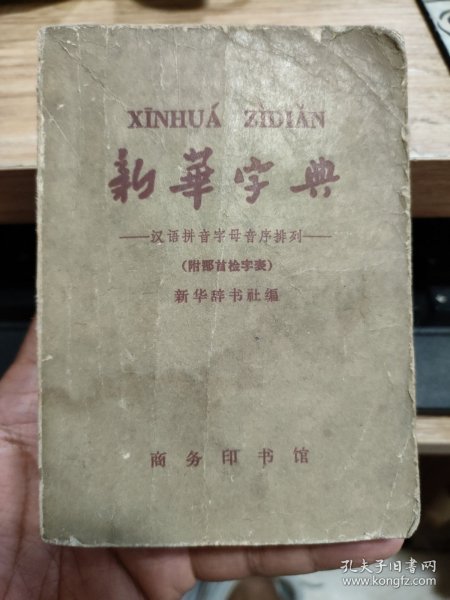 XĪNHUÁ ZÌDIǍN
新華字典
——汉语拼音字母音序排列——
(附部首检字表)
新华辞书社编
商务印书馆
孔夫子旧书网
www.kongfz.com